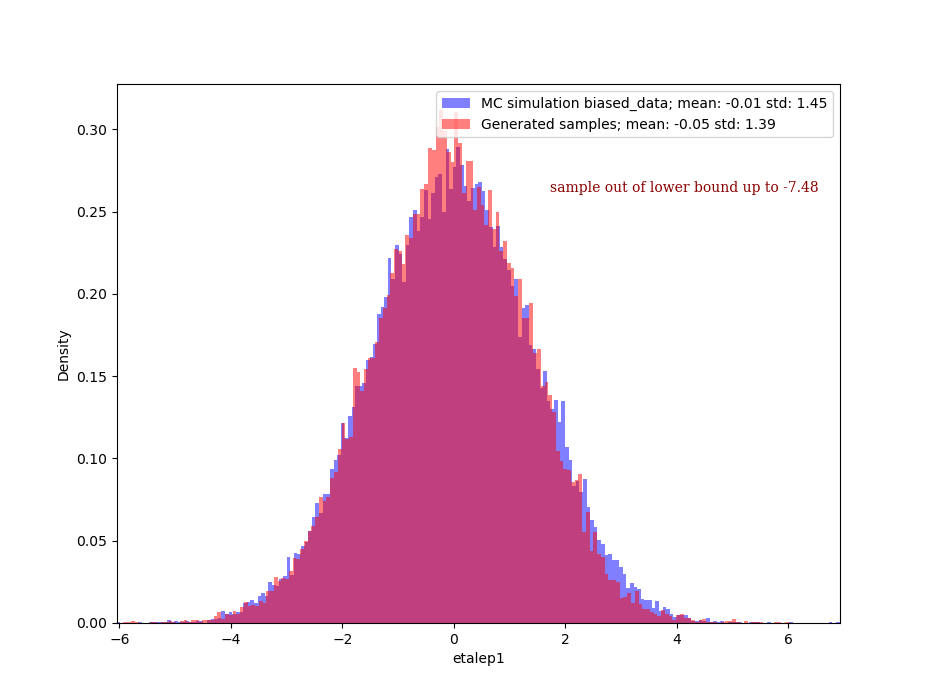 MC simulation biased_data; mean: -0.01 std: 1.45
Generated samples; mean: -0.05 std: 1.39
sample out of lower bound up to -7.48
0.30
0.25
0.20
0.15
0.10
0.05
0.00
Density
−6 −4 −2 0 2 4 6
etalep1